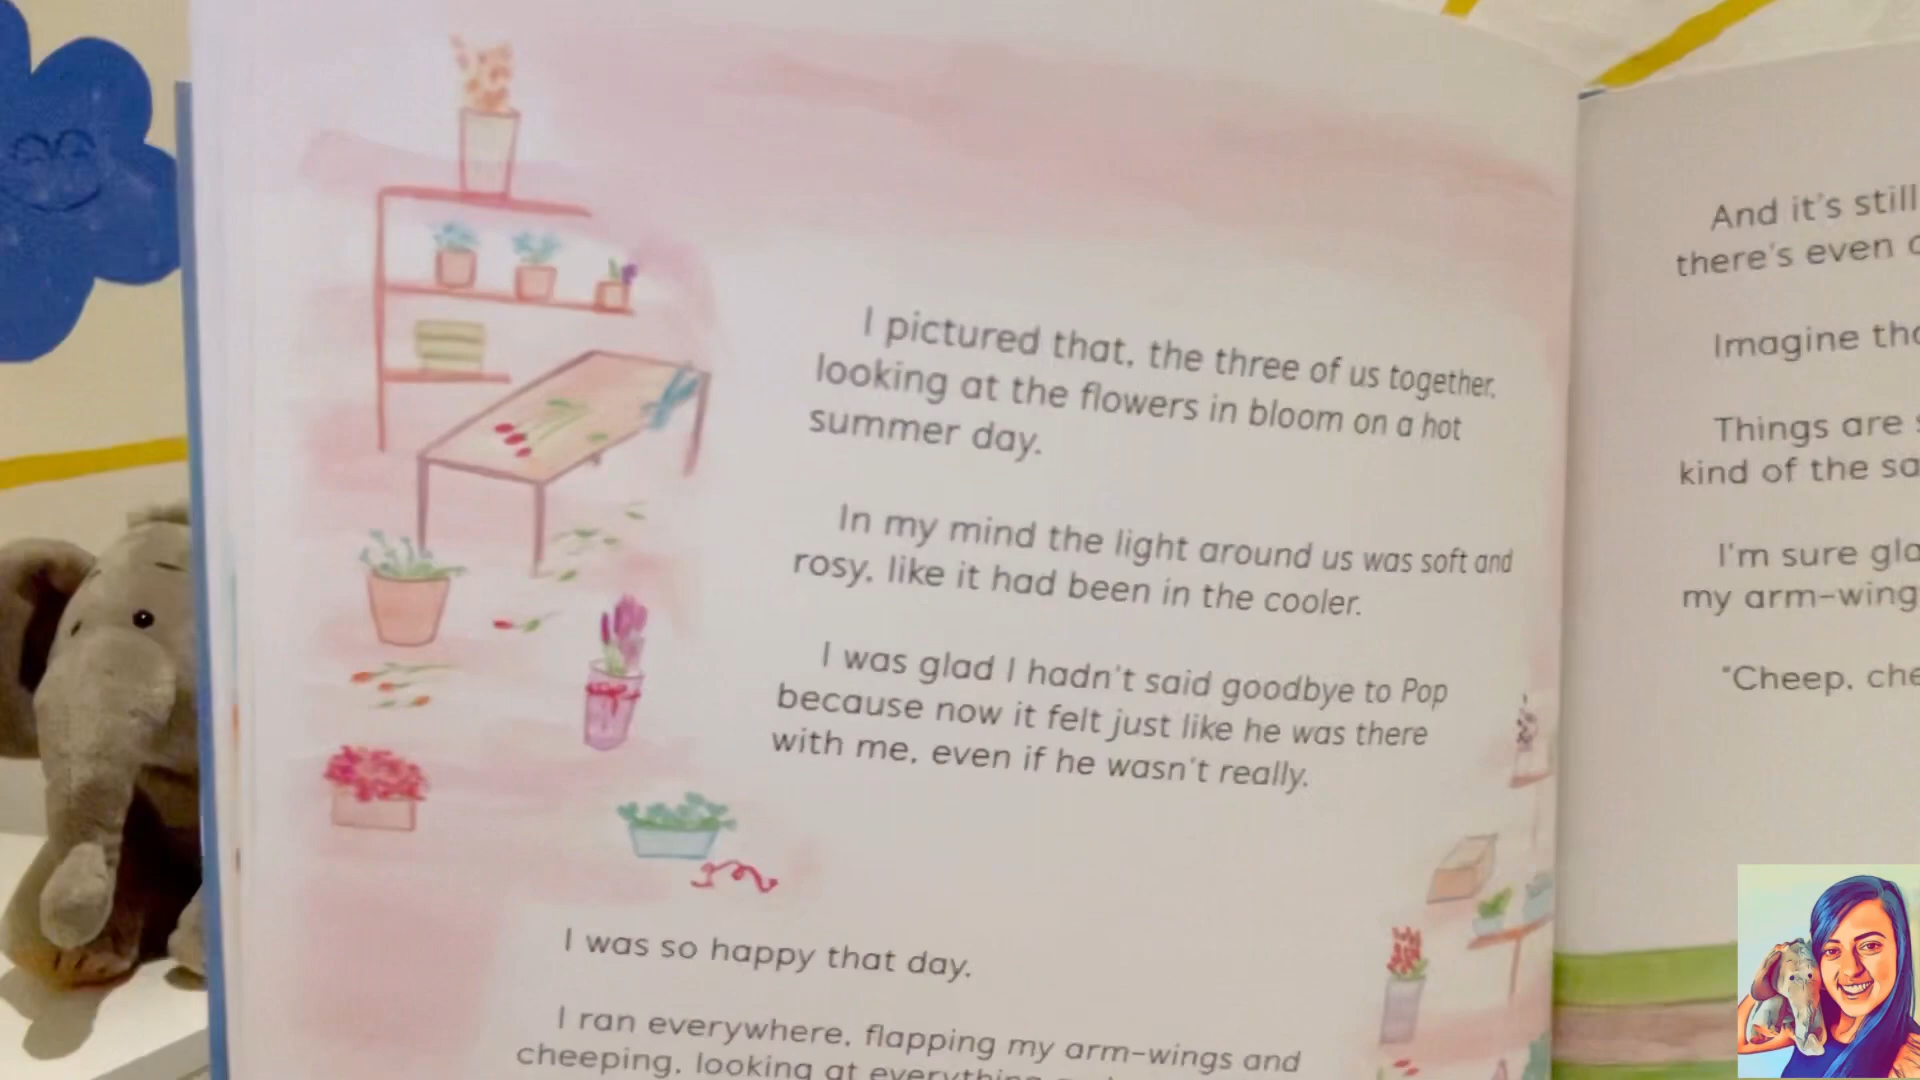 I pictured that, the three of us together,
looking at the flowers in bloom on a hot
summer day.
In my mind the light around us was soft and
rosy, like it had been in the cooler.
I was glad I hadn't said goodbye to Pop
because now it felt just like he was there
with me, even if he wasn't really.
I was so happy that day.
I ran everywhere, flapping my arm-wings and
cheeping, looking at everything
And it's still
there's even
Imagine
Things are
kind of the
I'm sure
my arm-wing
"Cheep,